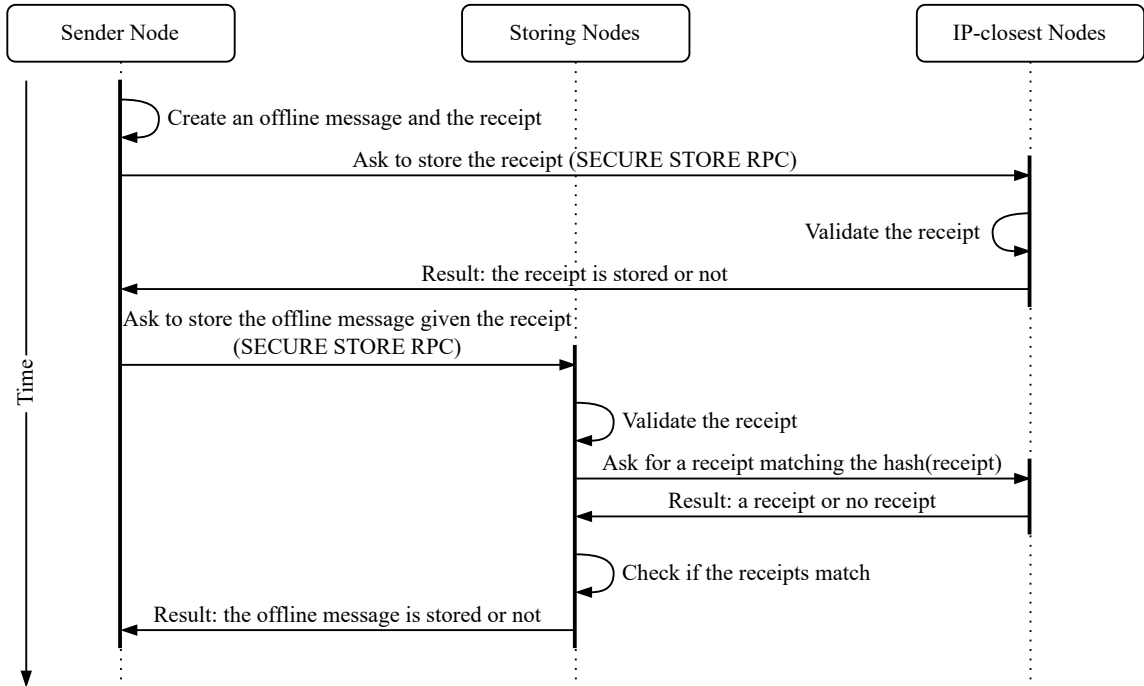 Sender Node
Storing Nodes
IP-closest Nodes
Create an offline message and the receipt
Ask to store the receipt (SECURE STORE RPC)
Validate the receipt
Result: the receipt is stored or not
Ask to store the offline message given the receipt
(SECURE STORE RPC)
Time
Validate the receipt
Ask for a receipt matching the hash(receipt)
Result: a receipt or no receipt
Check if the receipts match
Result: the offline message is stored or not